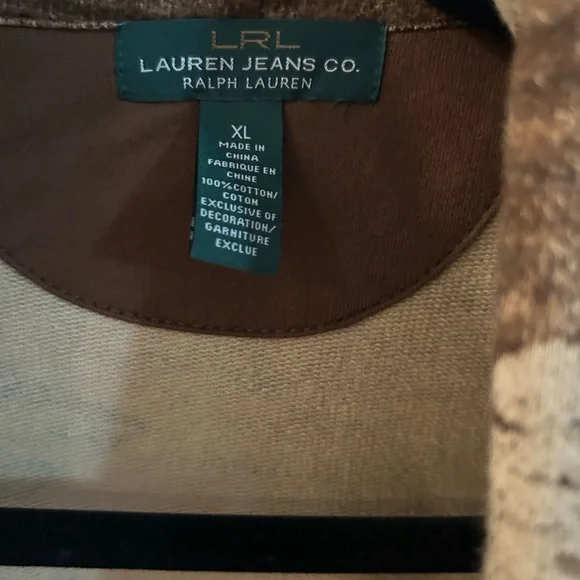 LRL
LAUREN JEANS CO.
RALPH LAUREN
XL
MADE IN
CHINA
FABRIQUE EN
CHINE
100%COTTON/
COTON
EXCLUSIVE OF
DECORATION/
GARNITURE
EXCLUE